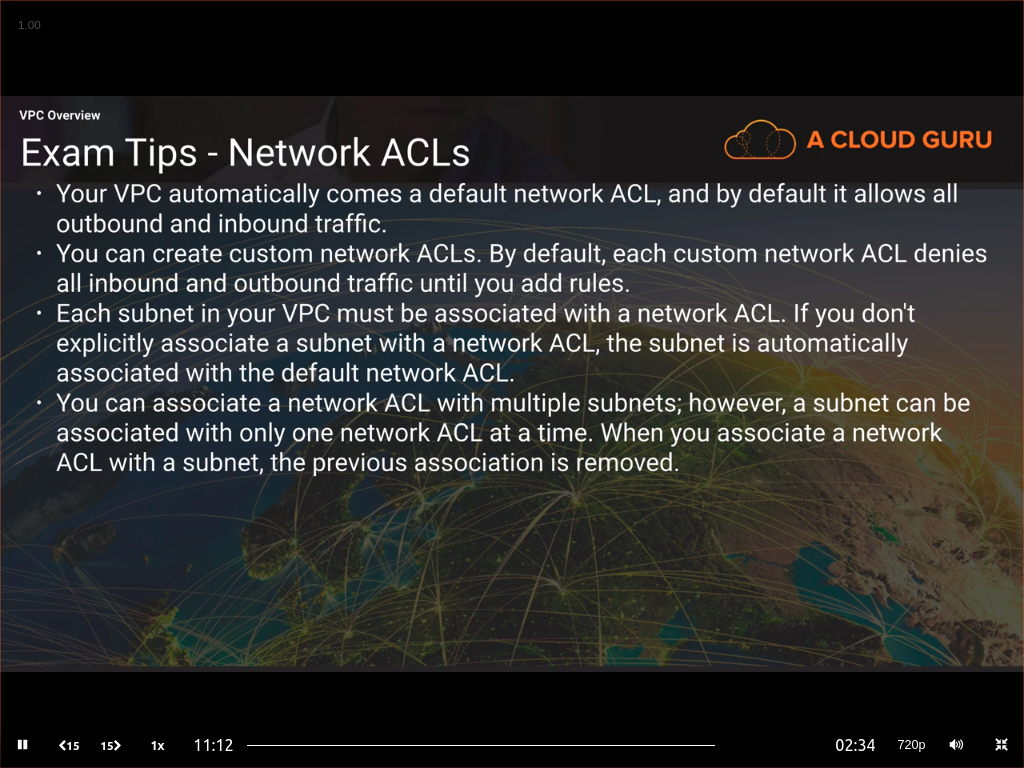 1.00
VPC Overview
Exam Tips - Network ACLs
A CLOUD GURU
• Your VPC automatically comes a default network ACL, and by default it allows all
outbound and inbound traffic.
• You can create custom network ACLs. By default, each custom network ACL denies
all inbound and outbound traffic until you add rules.
• Each subnet in your VPC must be associated with a network ACL. If you don't
explicitly associate a subnet with a network ACL, the subnet is automatically
associated with the default network ACL.
• You can associate a network ACL with multiple subnets; however, a subnet can be
associated with only one network ACL at a time. When you associate a network
ACL with a subnet, the previous association is removed.
15 15 1x 11:12 02:34 720p